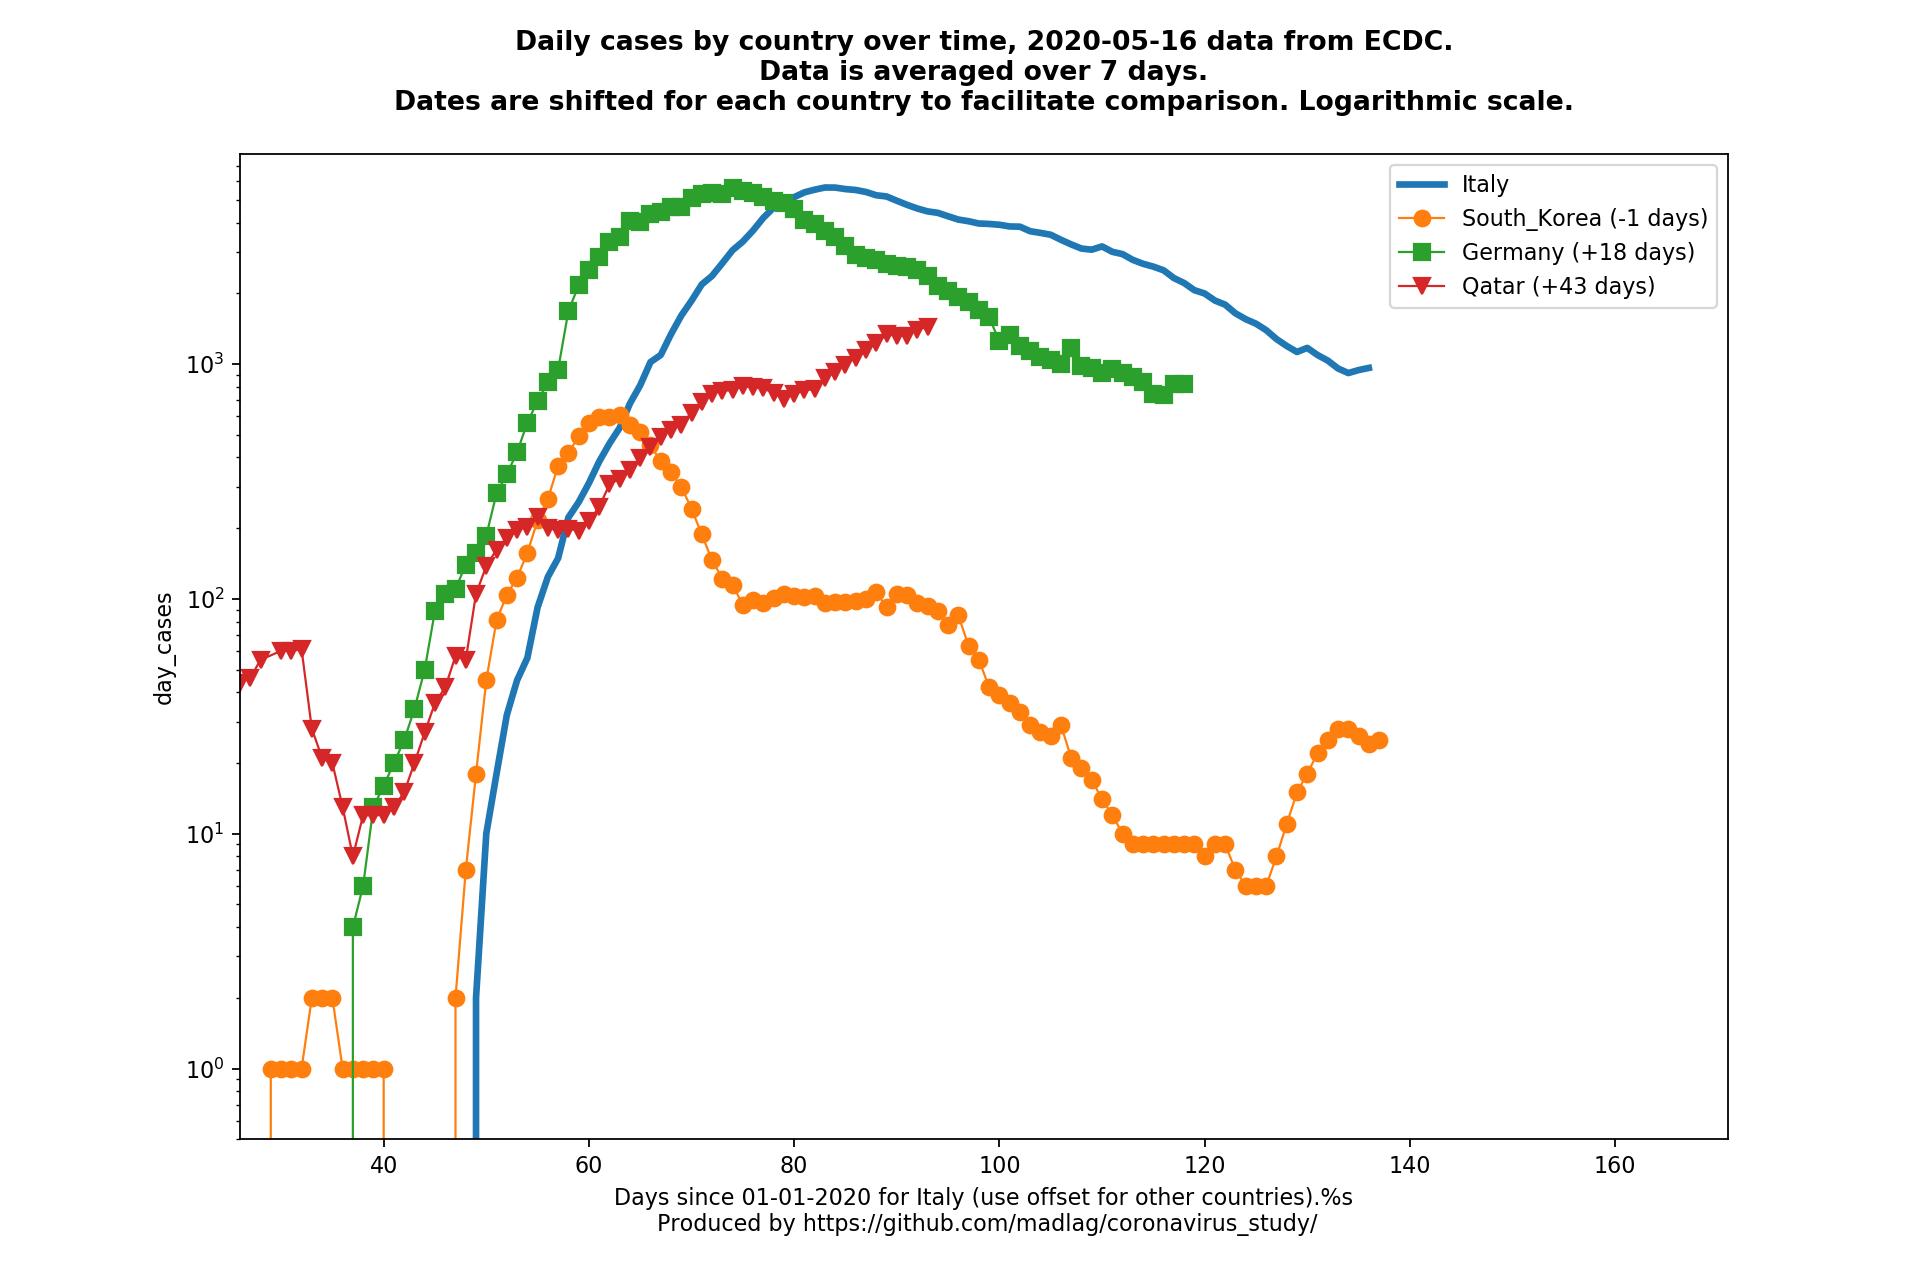 Daily cases by country over time, 2020-05-16 data from ECDC.
Data is averaged over 7 days.
Dates are shifted for each country to facilitate comparison. Logarithmic scale.
Italy
South_Korea (-1 days)
Germany (+18 days)
Qatar (+43 days)
day_cases
10³
10²
10¹
10⁰
40 60 80 100 120 140 160
Days since 01-01-2020 for Italy (use offset for other countries).%s
Produced by https://github.com/madlag/coronavirus_study/